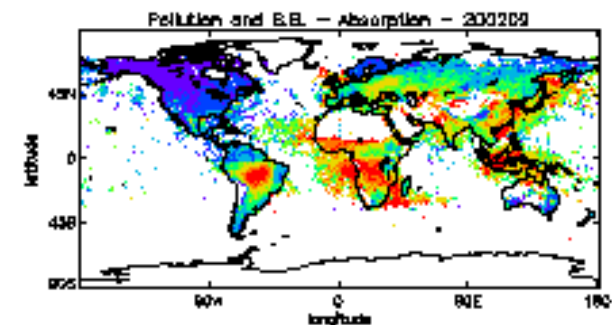 Pollution and B.B. - Absorption - 200209
latitude
45N
0
45S
90S
90W
0
90E
180
longitude